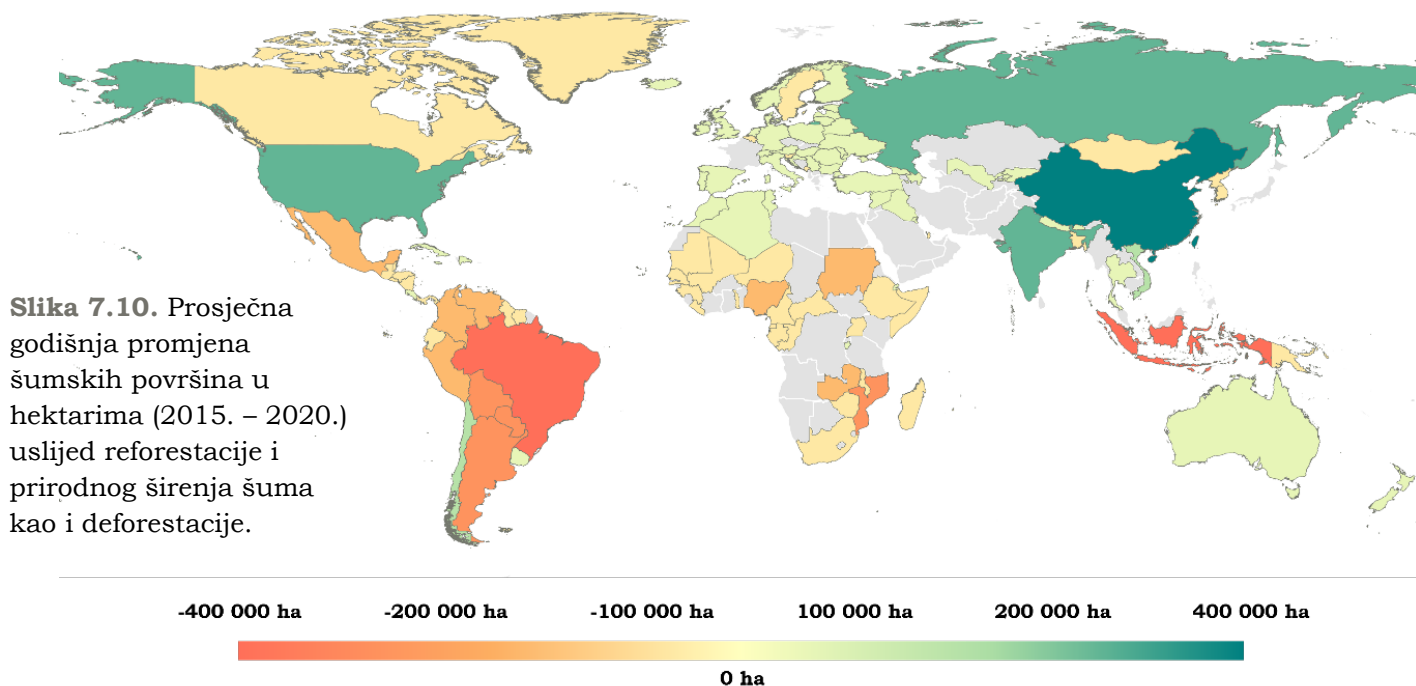 Slika 7.10. Prosječna
godišnja promjena
šumskih površina u
hektarima (2015. – 2020.)
uslijed reforestacije i
prirodnog širenja šuma
kao i deforestacije.
-400 000 ha -200 000 ha -100 000 ha 100 000 ha 200 000 ha 400 000 ha
0 ha